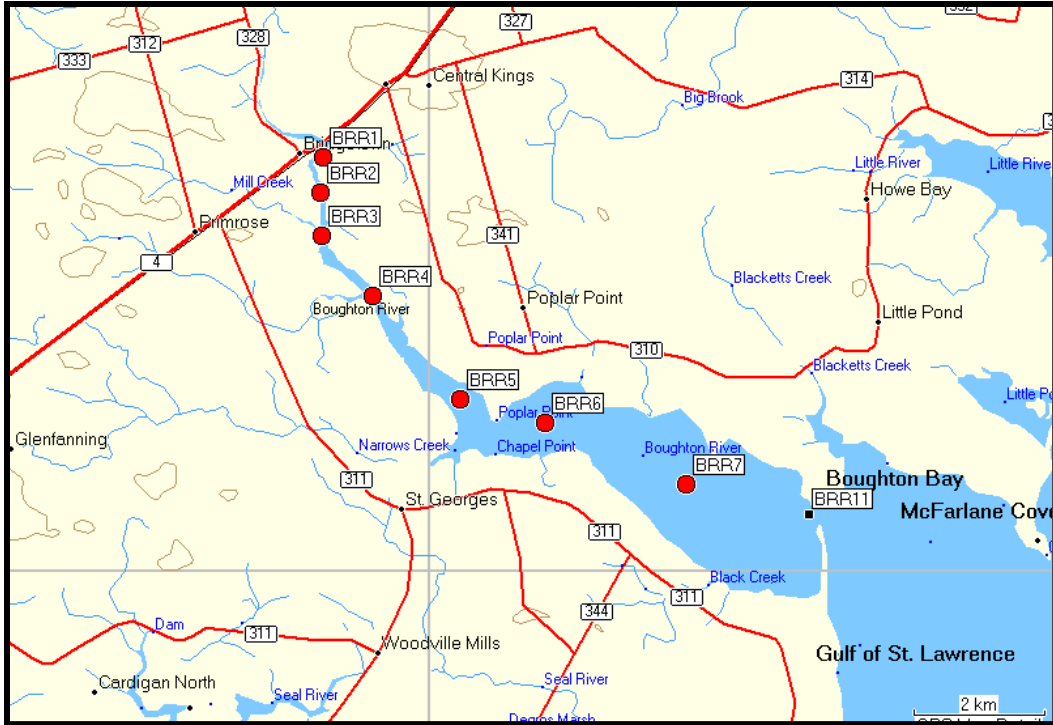 332
327
328
312
333
Central Kings
314
Big Brook
BRR1
BRR2
Mill Creek
Little River
Little River
Howe Bay
BRR3
Primrose
341
4
BRR4
Blacketts Creek
Boughton River
Poplar Point
Little Pond
Poplar Point
310
Blacketts Creek
BRR5
BRR6
Poplar
Little
Glenfanning
Narrows Creek
Chapel Point
Boughton River
BRR7
311
Boughton Bay
BRR11
St. Georges
McFarlane Cove
311
Black Creek
344
311
Dam
311
Woodville Mills
Gulf of St. Lawrence
Cardigan North
Seal River
Seal River
2 km
Degros Marsh